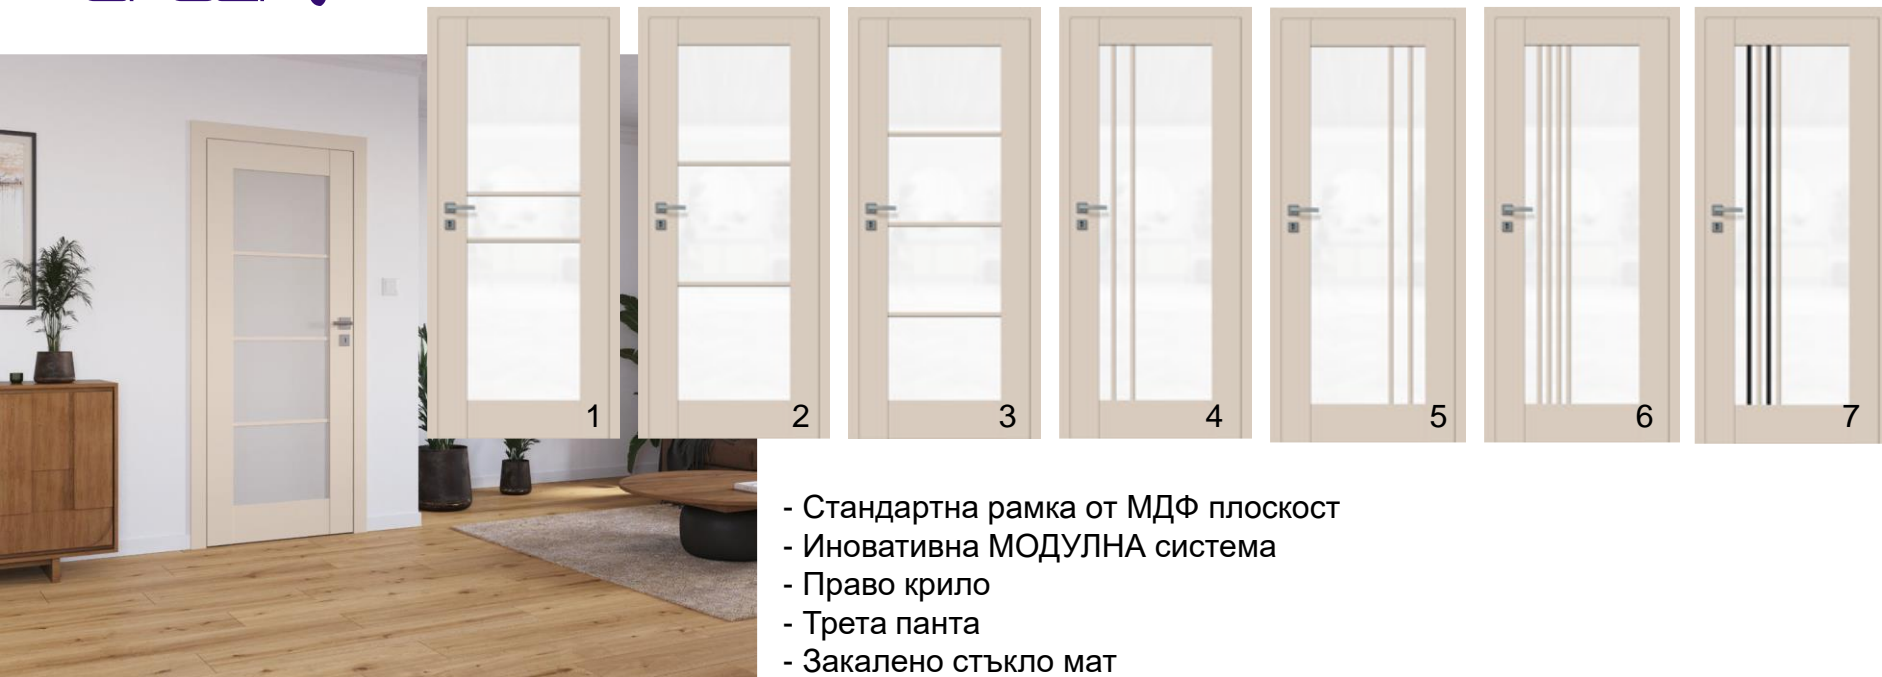 1
2
3
4
5
6
7
- Стандартна рамка от МДФ плоскост
- Иновативна МОДУЛНА система
- Право крило
- Трета панта
- Закалено стъкло мат